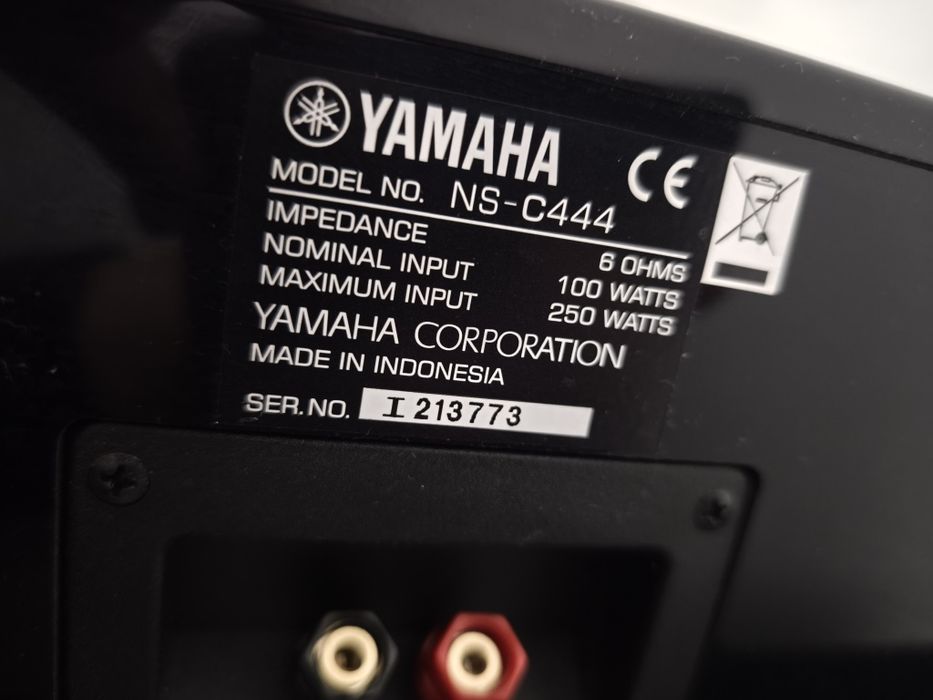 YAMAHA
CE
MODEL NO. NS-C444
IMPEDANCE 6 OHMS
NOMINAL INPUT 100 WATTS
MAXIMUM INPUT 250 WATTS
YAMAHA CORPORATION
MADE IN INDONESIA
SER.NO. I 213773